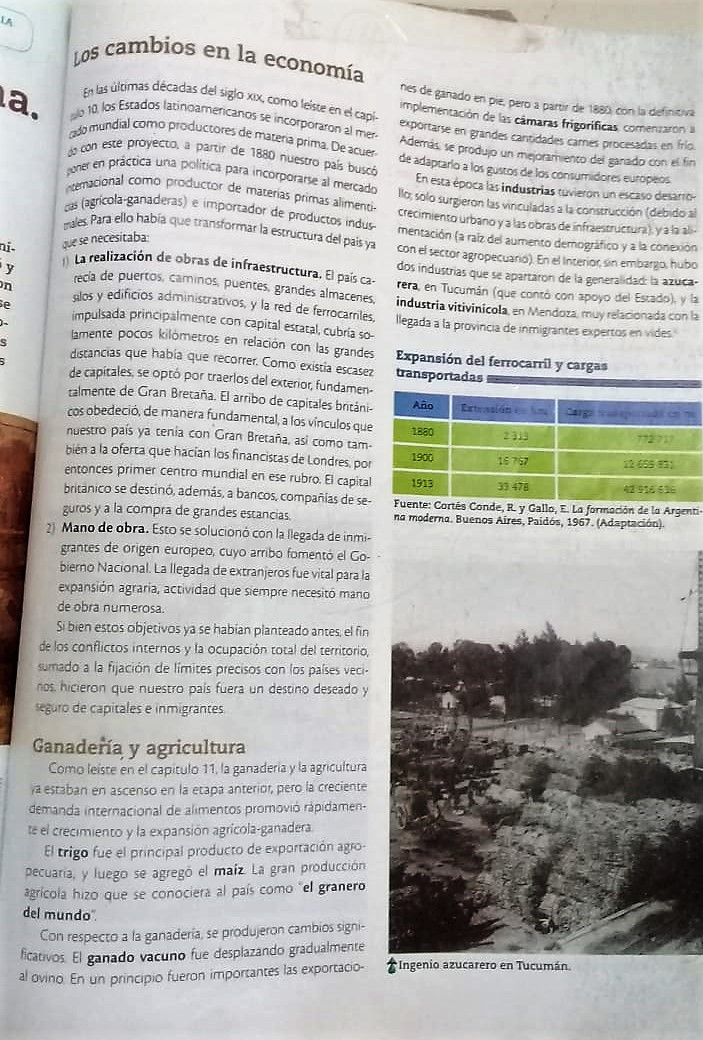 LA
a.
ni-
y
on
se
o-
s
s
Los cambios en la economía
En las últimas décadas del siglo XIX, como leíste en el capí-
tulo 10, los Estados latinoamericanos se incorporaron al mer-
cado mundial como productores de materia prima. De acuer-
do con este proyecto, a partir de 1880 nuestro país buscó
poner en práctica una política para incorporarse al mercado
internacional como productor de materias primas alimenti-
cias (agrícola-ganaderas) e importador de productos indus-
triales. Para ello había que transformar la estructura del país ya
que se necesitaba:
1) La realización de obras de infraestructura. El país ca-
recía de puertos, caminos, puentes, grandes almacenes,
silos y edificios administrativos, y la red de ferrocarriles,
impulsada principalmente con capital estatal, cubría so-
lamente pocos kilómetros en relación con las grandes
distancias que había que recorrer. Como existía escasez
de capitales, se optó por traerlos del exterior, fundamen-
talmente de Gran Bretaña. El arribo de capitales británi-
cos obedeció, de manera fundamental, a los vínculos que
nuestro país ya tenía con Gran Bretaña, así como tam-
bién a la oferta que hacían los financistas de Londres, por
entonces primer centro mundial en ese rubro. El capital
británico se destinó, además, a bancos, compañías de se-
guros y a la compra de grandes estancias.
2) Mano de obra. Esto se solucionó con la llegada de inmi-
grantes de origen europeo, cuyo arribo fomentó el Go-
bierno Nacional. La llegada de extranjeros fue vital para la
expansión agraria, actividad que siempre necesitó mano
de obra numerosa.
Si bien estos objetivos ya se habían planteado antes, el fin
de los conflictos internos y la ocupación total del territorio,
sumado a la fijación de límites precisos con los países veci-
nos, hicieron que nuestro país fuera un destino deseado y
seguro de capitales e inmigrantes.
Ganadería y agricultura
Como leíste en el capítulo 11, la ganadería y la agricultura
ya estaban en ascenso en la etapa anterior, pero la creciente
demanda internacional de alimentos promovió rápidamen-
te el crecimiento y la expansión agrícola-ganadera.
El trigo fue el principal producto de exportación agro-
pecuaria, y luego se agregó el maíz. La gran producción
agrícola hizo que se conociera al país como "el granero
del mundo".
Con respecto a la ganadería, se produjeron cambios signi-
ficativos. El ganado vacuno fue desplazando gradualmente
al ovino. En un principio fueron importantes las exportacio-
nes de ganado en pie, pero a partir de 1880, con la definitiva
implementación de las cámaras frigoríficas, comenzaron a
exportarse en grandes cantidades carnes procesadas en frío.
Además, se produjo un mejoramiento del ganado con el fin
de adaptarlo a los gustos de los consumidores europeos.
En esta época las industrias tuvieron un escaso desarro-
llo; solo surgieron las vinculadas a la construcción (debido al
crecimiento urbano y a las obras de infraestructura), y a la ali-
mentación (a raíz del aumento demográfico y a la conexión
con el sector agropecuario). En el Interior, sin embargo, hubo
dos industrias que se apartaron de la generalidad: la azuca-
rera, en Tucumán (que contó con apoyo del Estado), y la
industria vitivinícola, en Mendoza, muy relacionada con la
llegada a la provincia de inmigrantes expertos en vides.
Expansión del ferrocarril y cargas
transportadas
Año Extensión en km Carga transportada en tn
1880 2 313 772 717
1900 16 767 12 659 831
1913 33 478 42 916 636
Fuente: Cortés Conde, R. y Gallo, E. La formación de la Argenti-
na moderna. Buenos Aires, Paidós, 1967. (Adaptación).
Ingenio azucarero en Tucumán.